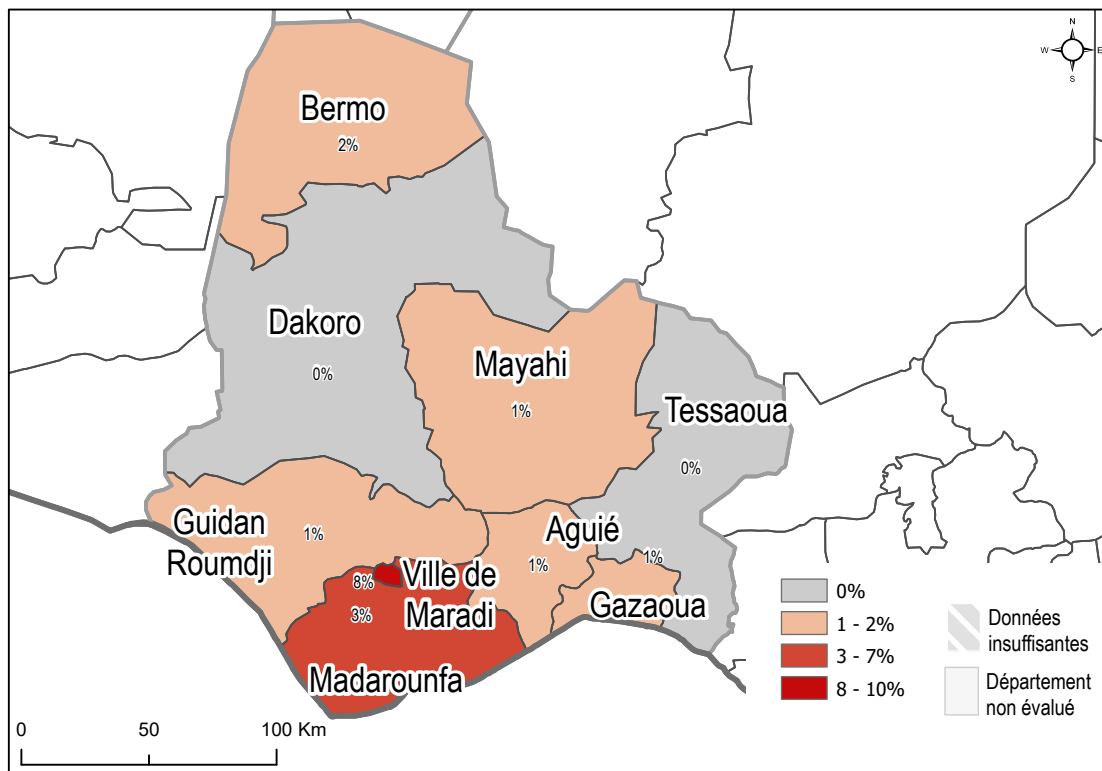 N
W E
S
Bermo
2%
Dakoro
0%
Mayahi
1%
Tessaoua
0%
Guidan
Roumdji
1%
Aguié
1%
1%
Gazaoua
8%
Ville de
Maradi
3%
Madarounfa
0%
1 - 2%
3 - 7%
8 - 10%
Données
insuffisantes
Département
non évalué
0 50 100 Km